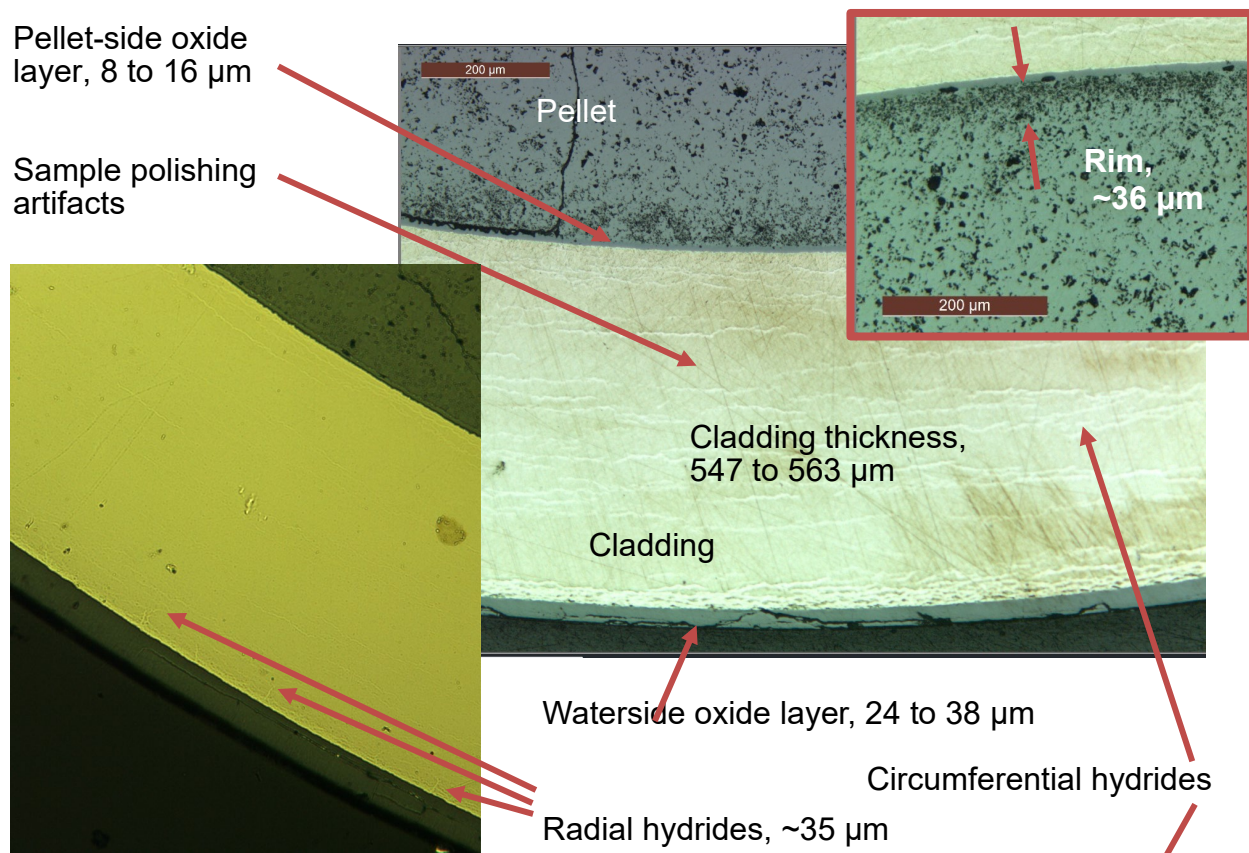 Pellet-side oxide
layer, 8 to 16 µm
200 µm
Pellet
200 µm
Rim,
~36 µm
Sample polishing
artifacts
Cladding thickness,
547 to 563 µm
Cladding
Waterside oxide layer, 24 to 38 µm
Circumferential hydrides
Radial hydrides, ~35 µm